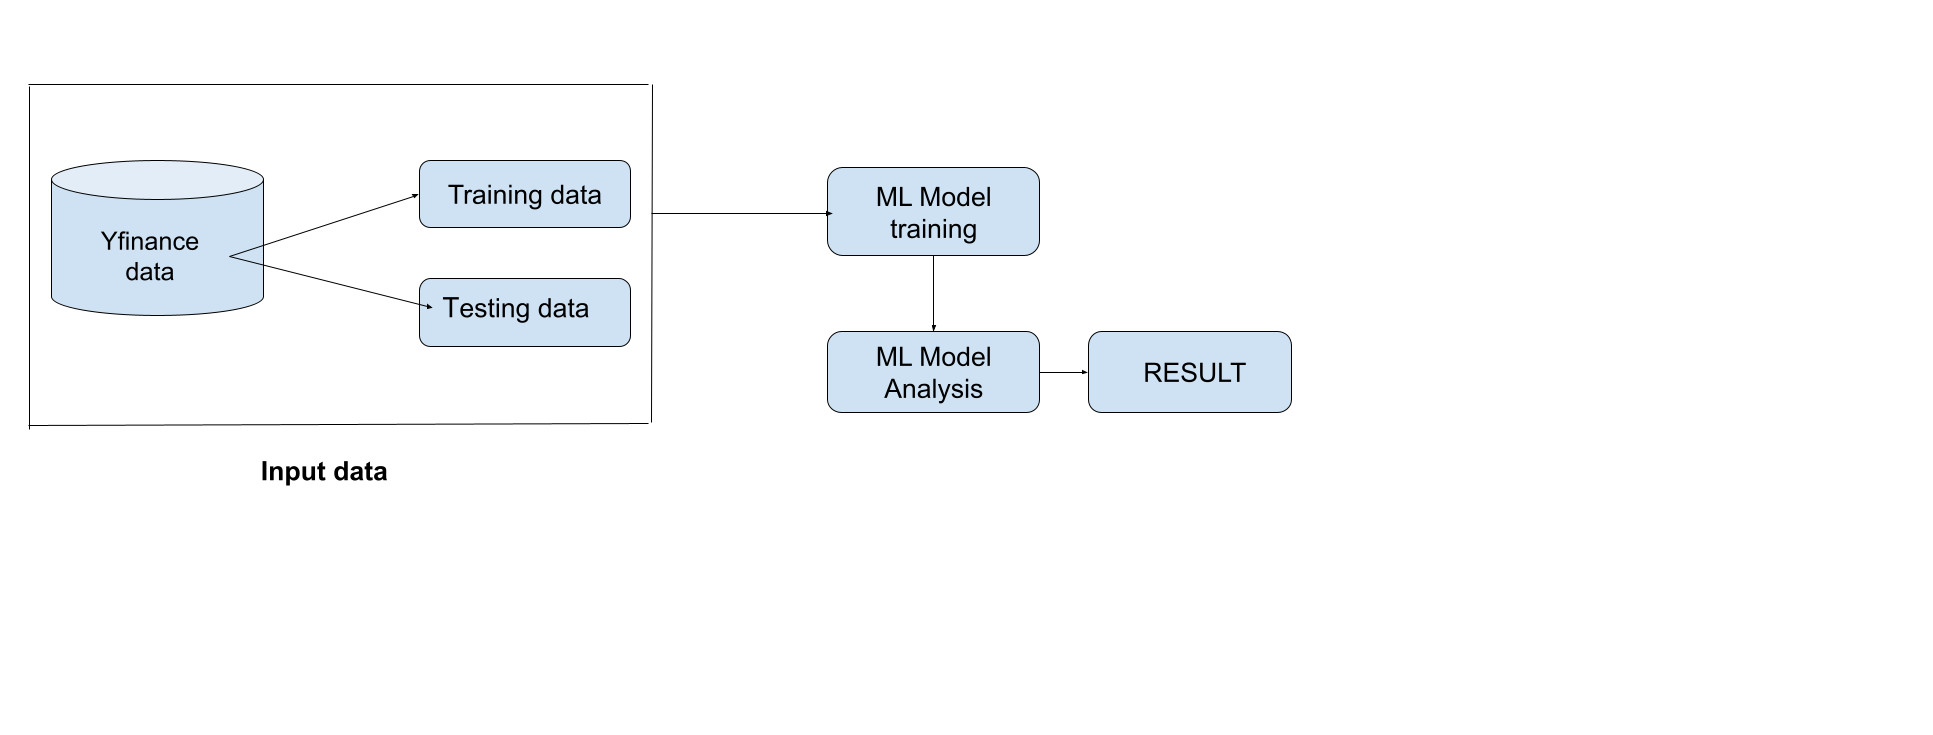 Yfinance
data
Training data
Testing data
Input data
ML Model
training
ML Model
Analysis
RESULT